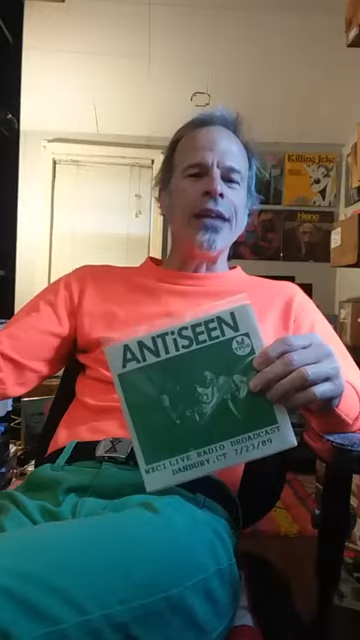 Killing Joke
Heino
ANTiSEEN
WXCI LIVE RADIO BROADCAST
DANBURY, CT 7/23/89